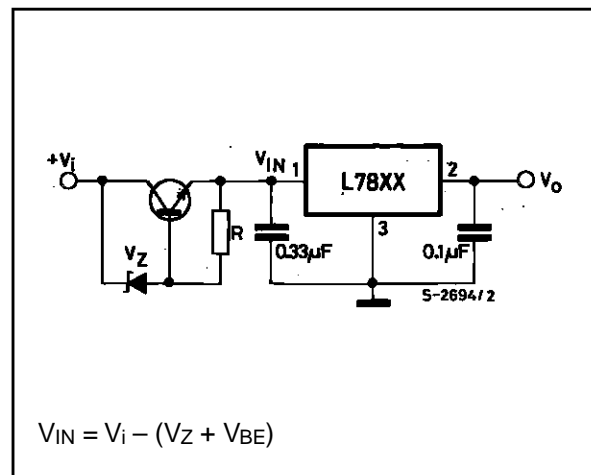 +Vi
VIN
1
L78XX
2
Vo
3
VZ
R
0.33µF
0.1µF
S-2694/2
VIN = Vi – (VZ + VBE)